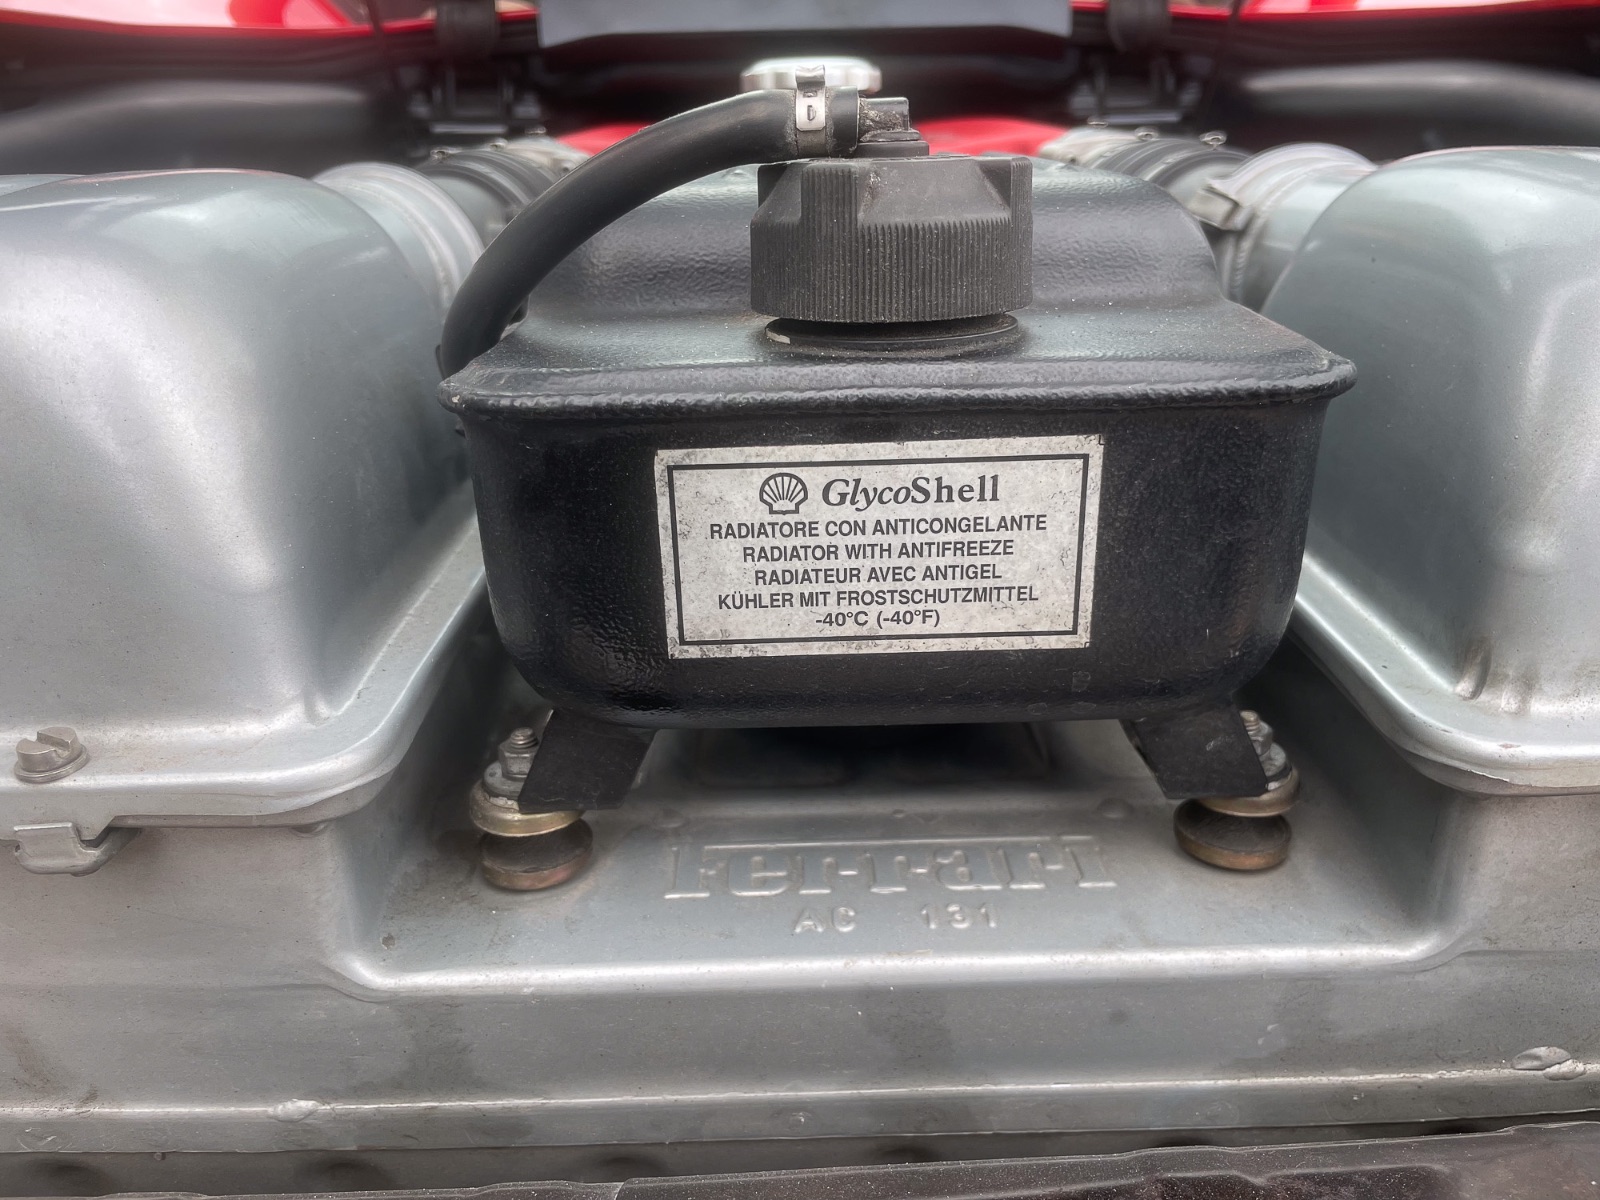 GlycoShell
RADIATORE CON ANTICONGELANTE
RADIATOR WITH ANTIFREEZE
RADIATEUR AVEC ANTIGEL
KÜHLER MIT FROSTSCHUTZMITTEL
-40°C (-40°F)
Ferrari
AC 131